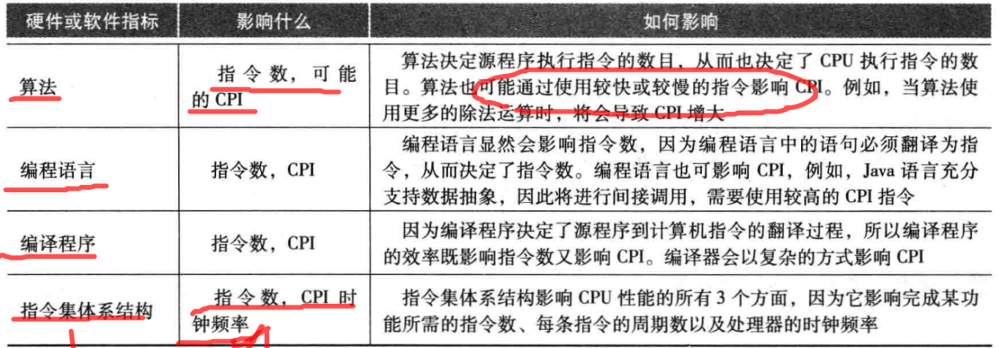 硬件或软件指标 影响什么 如何影响
算法
指令数，可能
的 CPI
算法决定源程序执行指令的数目，从而也决定了 CPU 执行指令的数
目。算法也可能通过使用较快或较慢的指令影响 CPI。例如，当算法使
用更多的除法运算时，将会导致 CPI 增大
编程语言
指令数，CPI
编程语言显然会影响指令数，因为编程语言中的语句必须翻译为指
令，从而决定了指令数。编程语言也可影响 CPI，例如，Java 语言充分
支持数据抽象，因此将进行间接调用，需要使用较高的 CPI 指令
编译程序
指令数，CPI
因为编译程序决定了源程序到计算机指令的翻译过程，所以编译程序
的效率既影响指令数又影响 CPI。编译器会以复杂的方式影响 CPI
指令集体系结构
指令数，CPI 时
钟频率
指令集体系结构影响 CPU 性能的所有 3 个方面，因为它影响完成某功
能所需的指令数、每条指令的周期数以及处理器的时钟频率